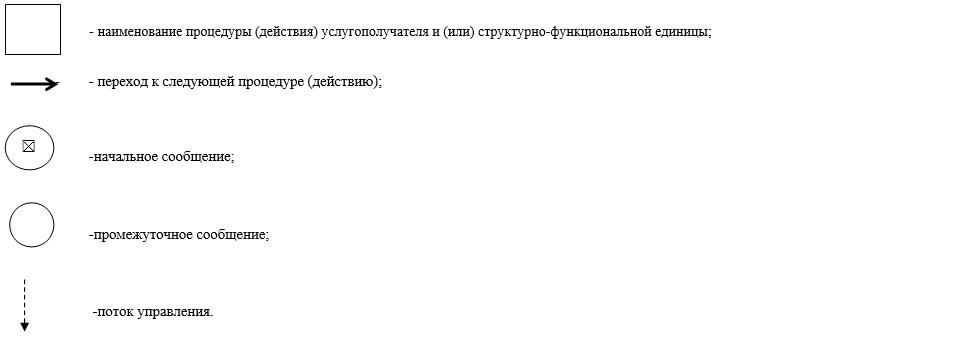 - наименование процедуры (действия) услугополучателя и (или) структурно-функциональной единицы;
- переход к следующей процедуре (действию);
-начальное сообщение;
-промежуточное сообщение;
-поток управления.